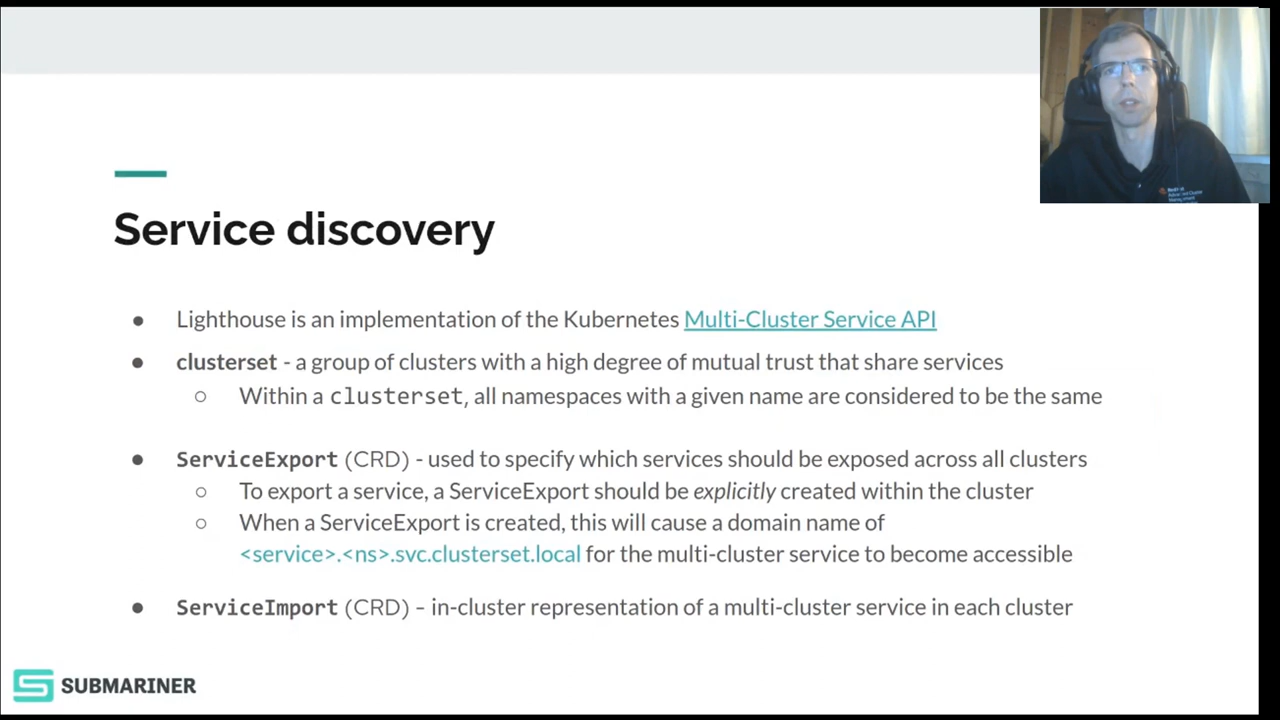 Service discovery
● Lighthouse is an implementation of the Kubernetes Multi-Cluster Service API
● clusterset - a group of clusters with a high degree of mutual trust that share services
○ Within a clusterset, all namespaces with a given name are considered to be the same
● ServiceExport (CRD) - used to specify which services should be exposed across all clusters
○ To export a service, a ServiceExport should be explicitly created within the cluster
○ When a ServiceExport is created, this will cause a domain name of
<service>.<ns>.svc.clusterset.local for the multi-cluster service to become accessible
● ServiceImport (CRD) – in-cluster representation of a multi-cluster service in each cluster
SUBMARINER